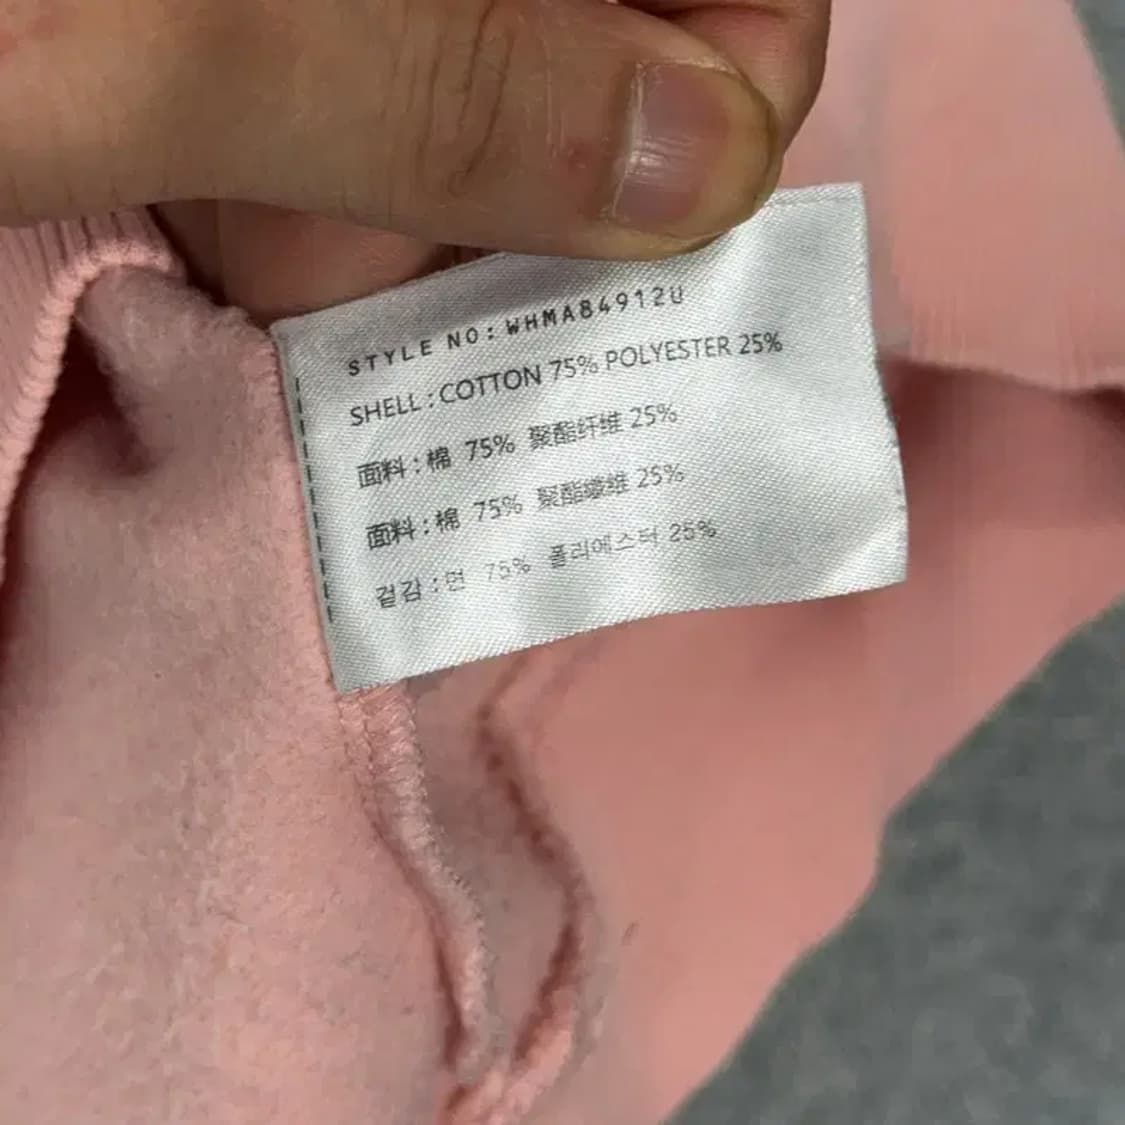 STYLE NO: WHMA84912U
SHELL : COTTON 75% POLYESTER 25%
面料 : 棉 75% 聚酯纤维 25%
面料 : 棉 75% 聚酯纖維 25%
겉감 : 면 75% 폴리에스터 25%